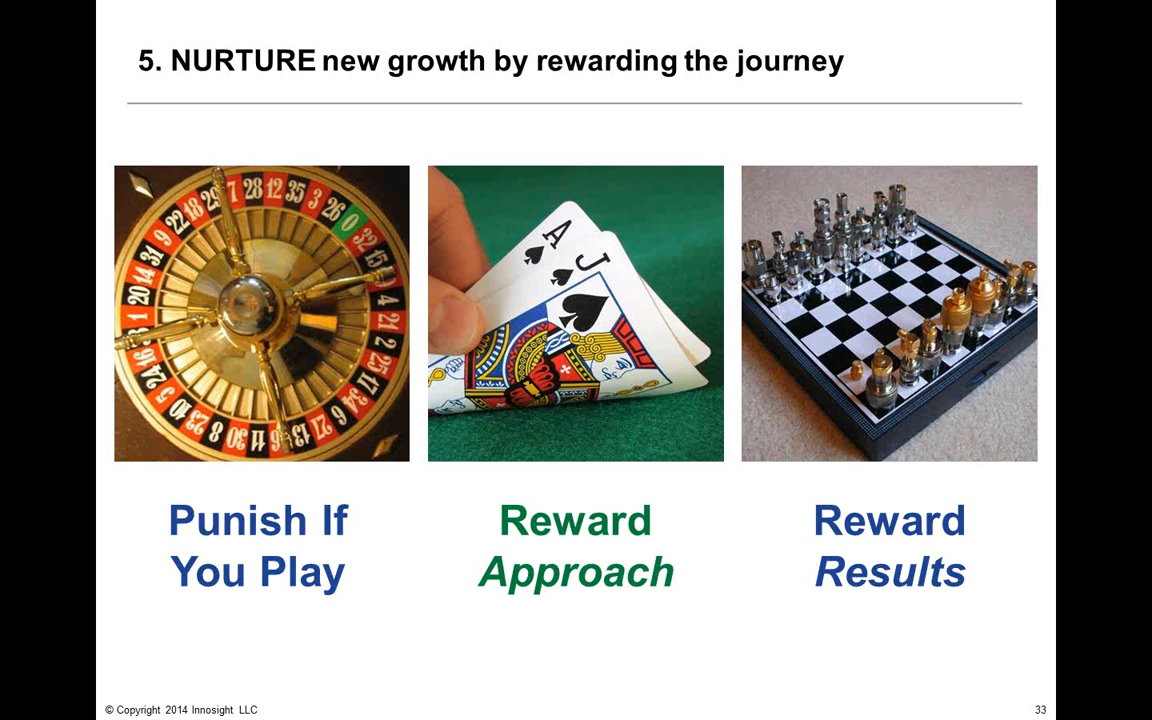 5. NURTURE new growth by rewarding the journey
Punish If
You Play
Reward
Approach
Reward
Results
© Copyright 2014 Innosight LLC
33